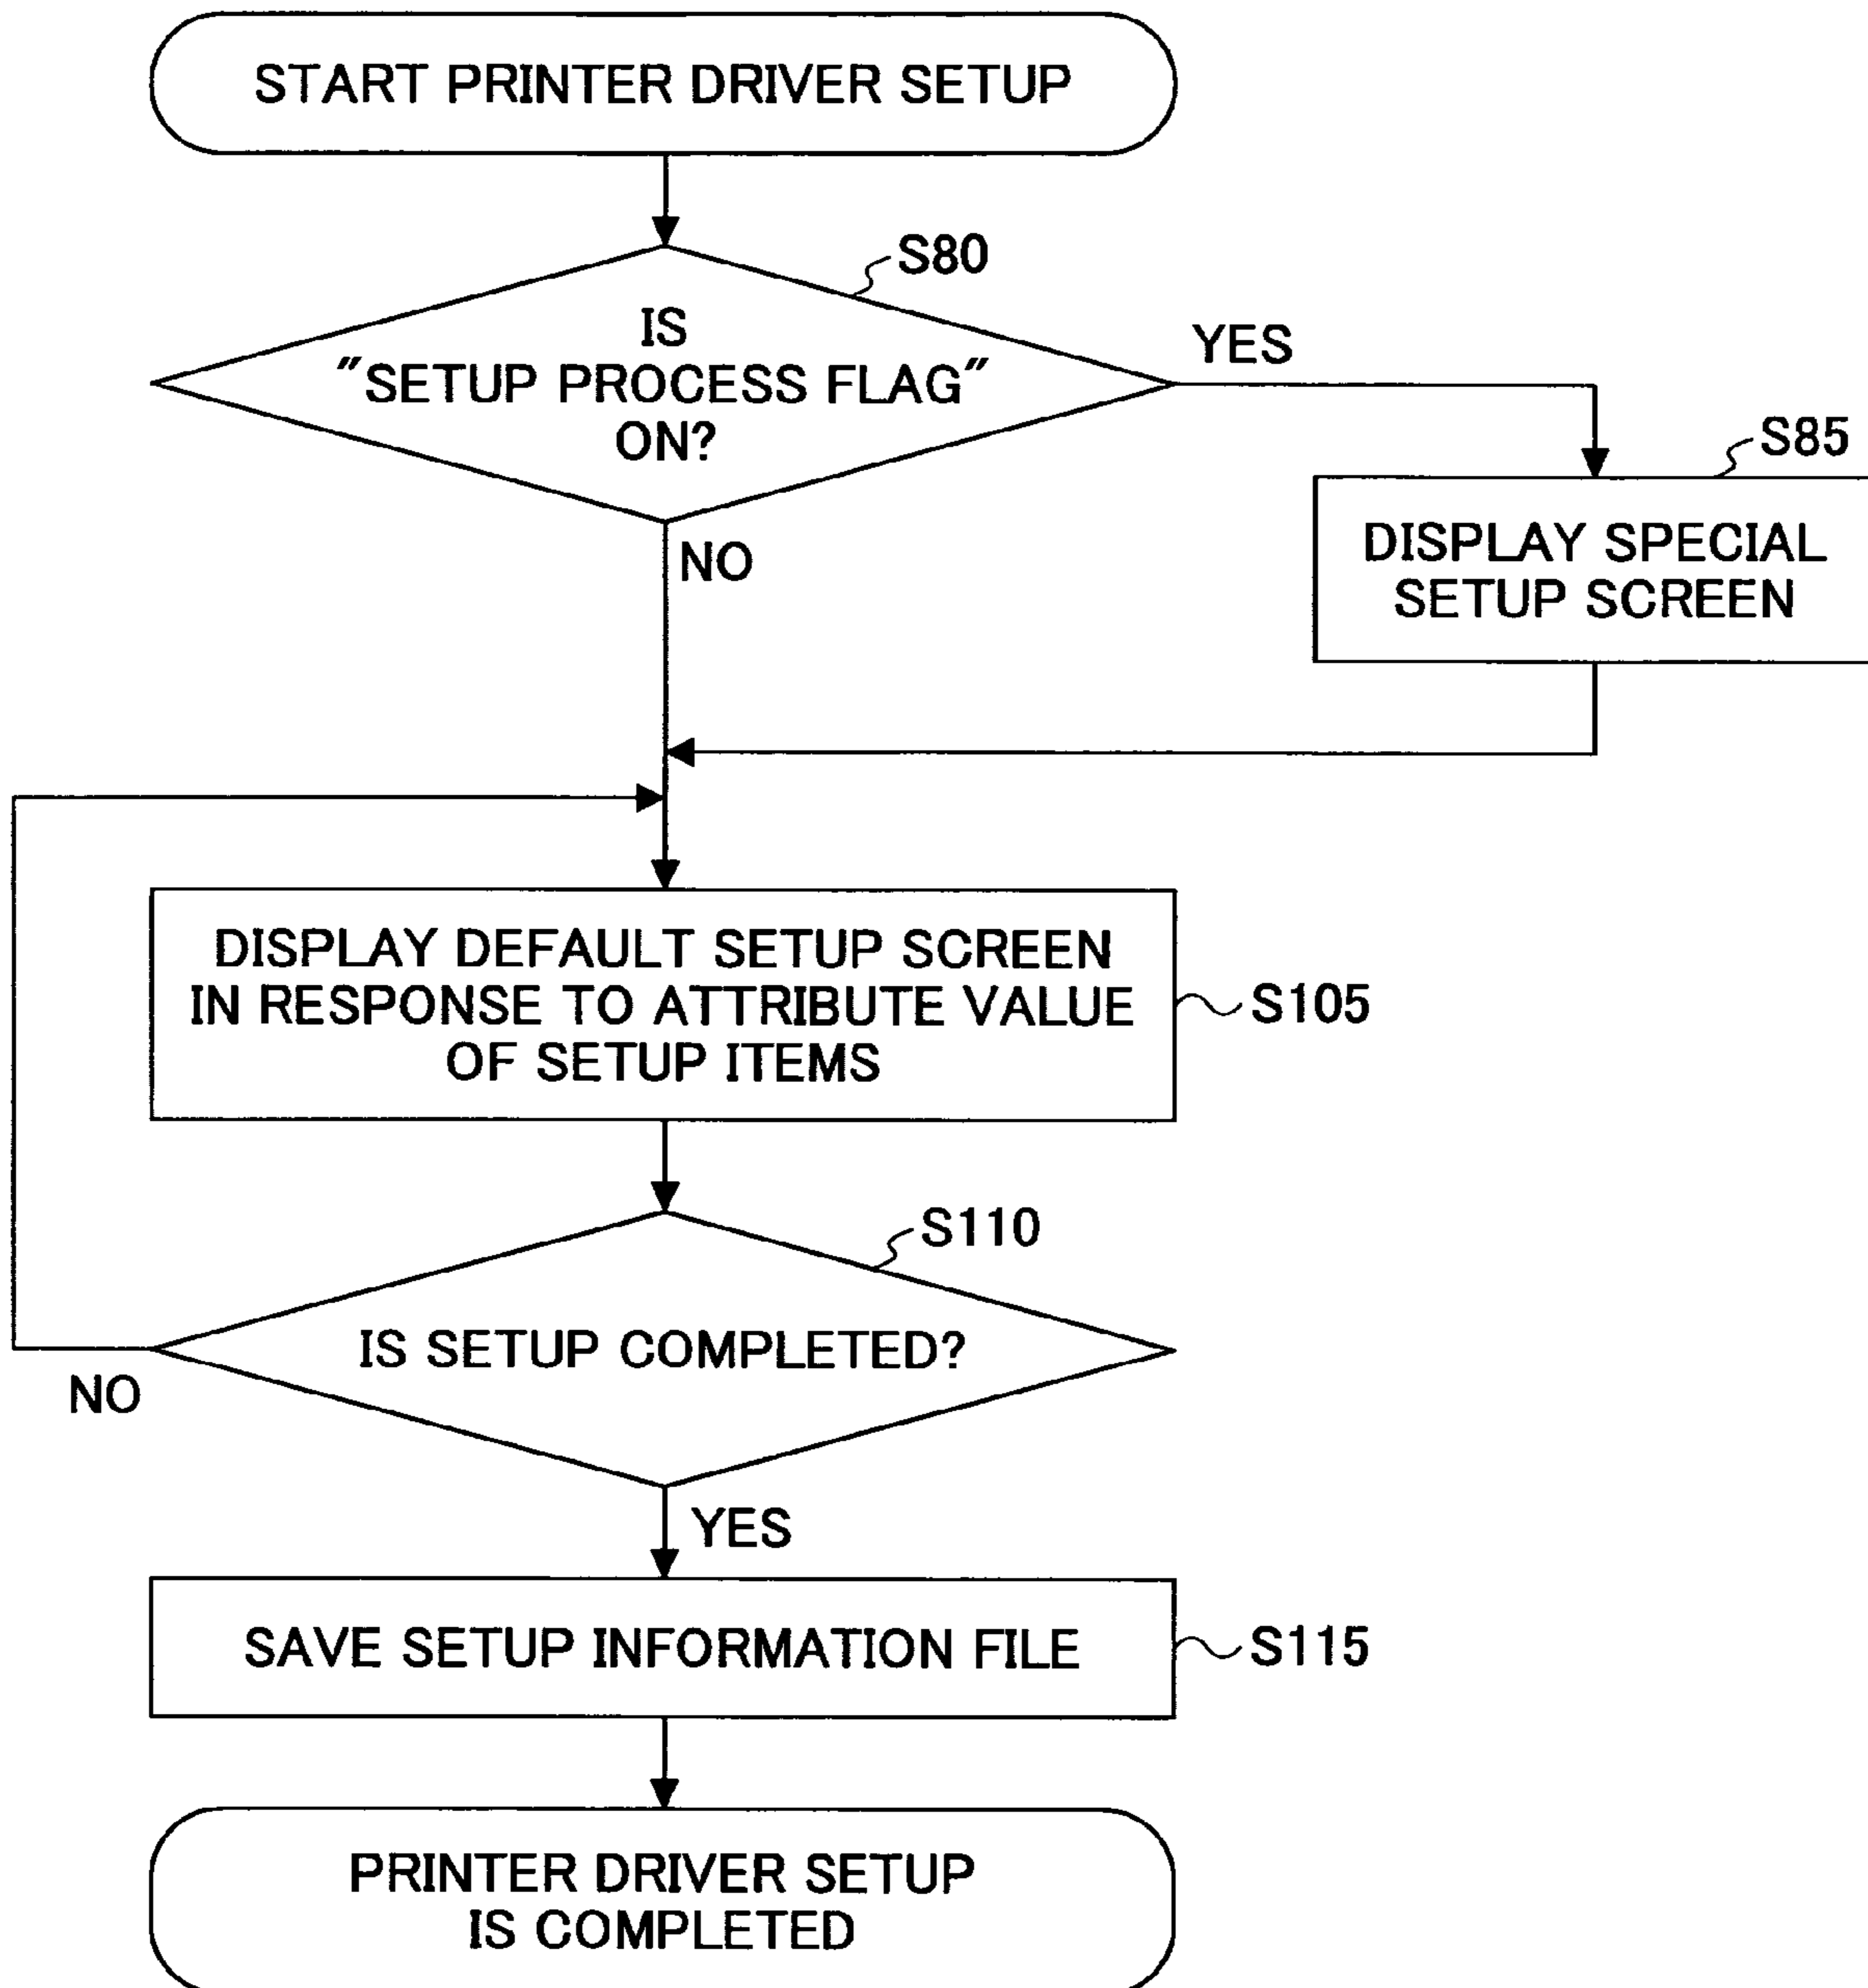 START PRINTER DRIVER SETUP
S80
IS
"SETUP PROCESS FLAG"
ON?
YES
NO
S85
DISPLAY SPECIAL
SETUP SCREEN
DISPLAY DEFAULT SETUP SCREEN
IN RESPONSE TO ATTRIBUTE VALUE
OF SETUP ITEMS
S105
S110
IS SETUP COMPLETED?
NO
YES
SAVE SETUP INFORMATION FILE
S115
PRINTER DRIVER SETUP
IS COMPLETED